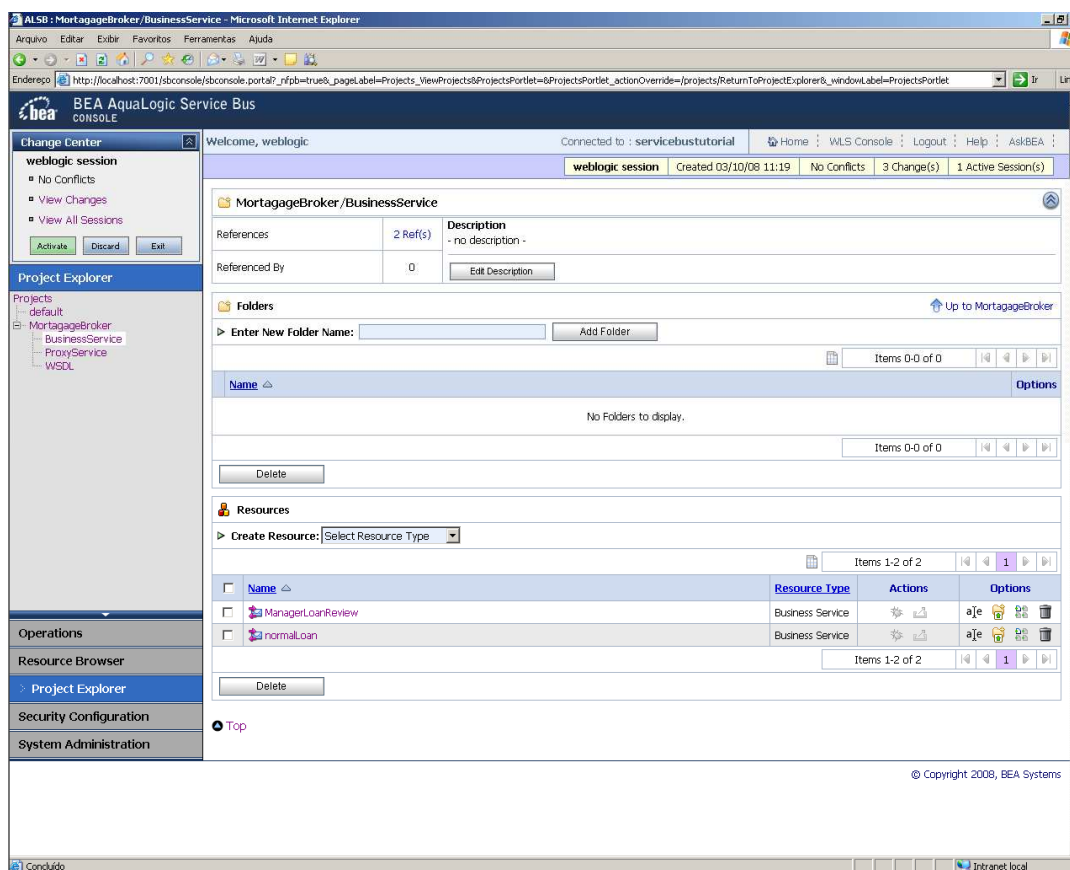 ALSB : MortagageBroker/BusinessService - Microsoft Internet Explorer
Arquivo Editar Exibir Favoritos Ferramentas Ajuda
Endereço http://localhost:7001/sbconsole/sbconsole.portal?_nfpb=true&_pageLabel=Projects_ViewProjects&ProjectsPortlet=&ProjectsPortlet_actionOverride=/projects/ReturnToProjectExplorer&_windowLabel=ProjectsPortlet Ir
bea BEA AquaLogic Service Bus
CONSOLE
Change Center Welcome, weblogic Connected to : servicebustutorial Home WLS Console Logout Help AskBEA
weblogic session
weblogic session Created 03/10/08 11:19 No Conflicts 3 Change(s) 1 Active Session(s)
No Conflicts
View Changes
View All Sessions
Activate Discard Exit
Project Explorer
Projects
default
MortagageBroker
BusinessService
ProxyService
WSDL
Operations
Resource Browser
Project Explorer
Security Configuration
System Administration
MortagageBroker/BusinessService
References 2 Ref(s) Description
- no description -
Referenced By 0 Edit Description
Folders Up to MortagageBroker
Enter New Folder Name: Add Folder
Items 0-0 of 0
Name Options
No Folders to display.
Items 0-0 of 0
Delete
Resources
Create Resource: Select Resource Type
Items 1-2 of 2 1
Name Resource Type Actions Options
ManagerLoanReview Business Service
normalLoan Business Service
Items 1-2 of 2 1
Delete
Top
© Copyright 2008, BEA Systems
Concluído Intranet local